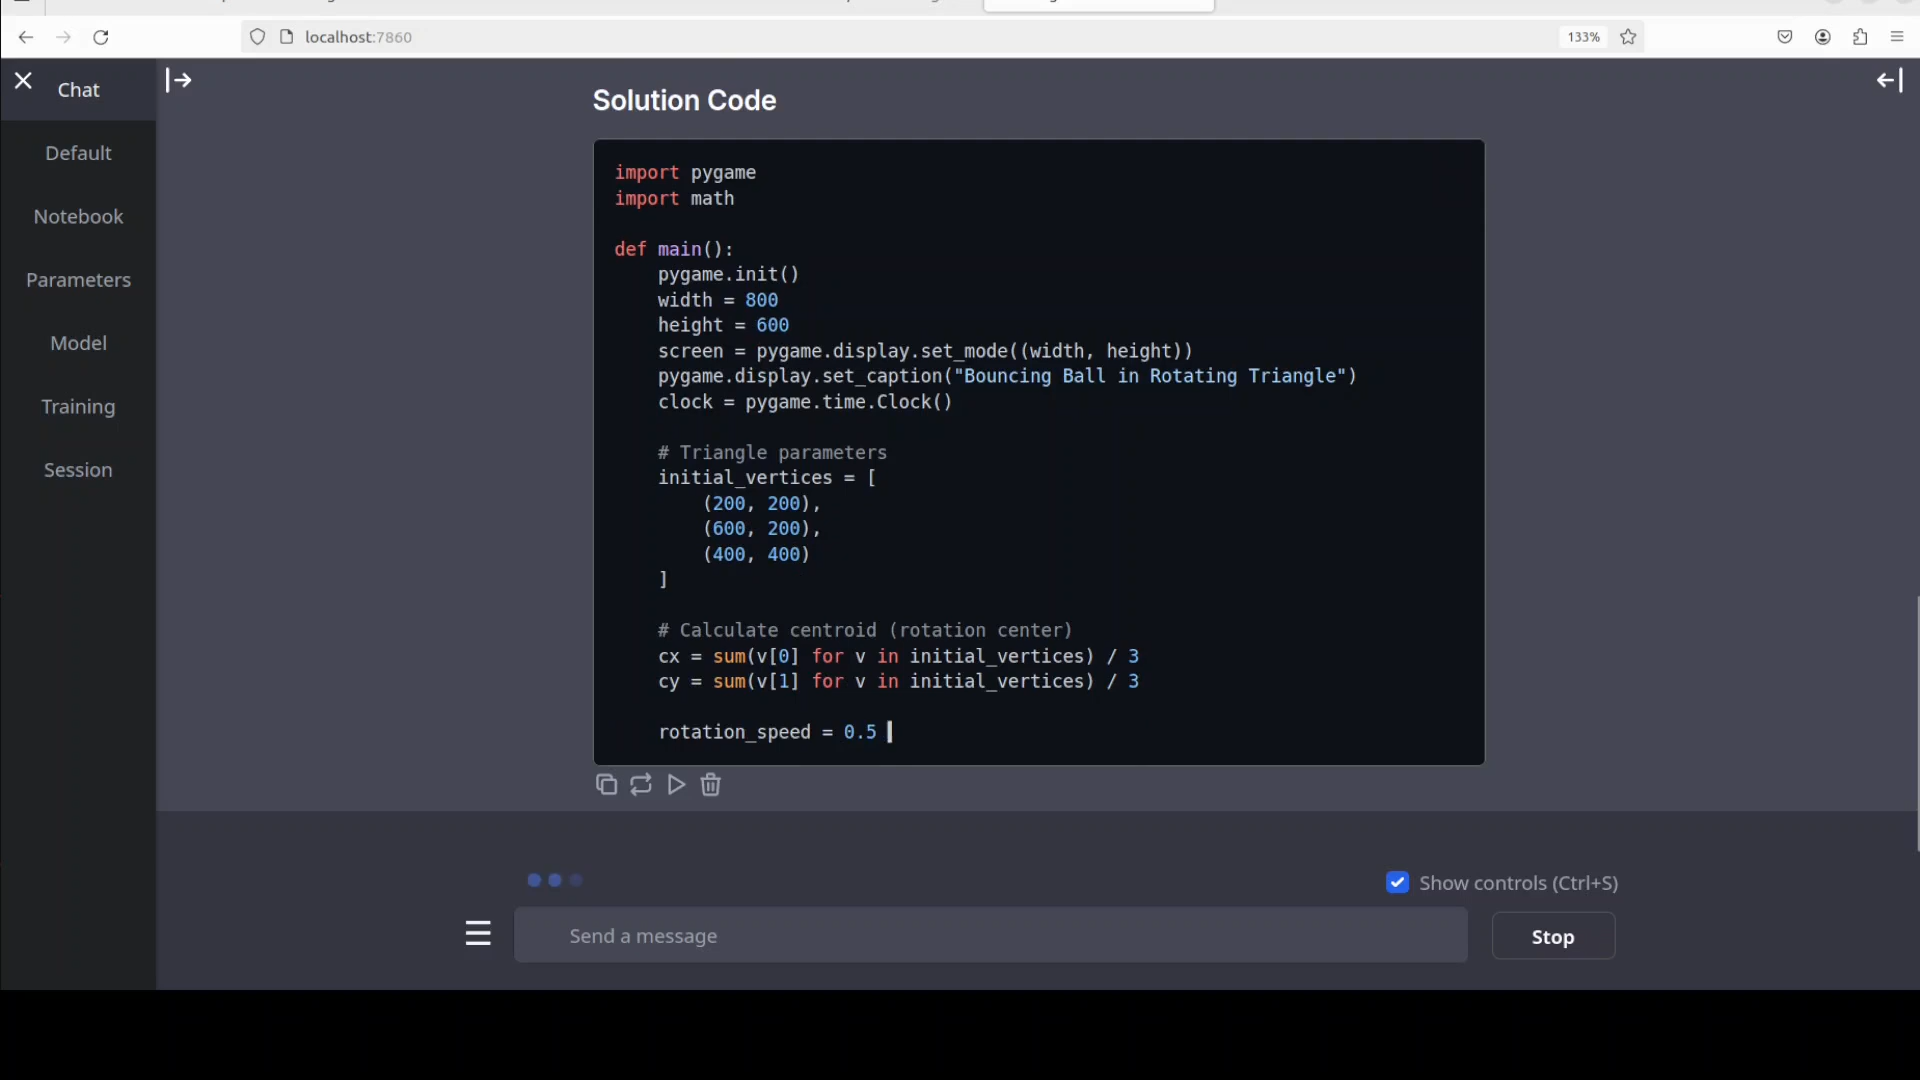 localhost:7860
133%
Chat
Default
Notebook
Parameters
Model
Training
Session
Solution Code
import pygame
import math
def main():
pygame.init()
width = 800
height = 600
screen = pygame.display.set_mode((width, height))
pygame.display.set_caption("Bouncing Ball in Rotating Triangle")
clock = pygame.time.Clock()
# Triangle parameters
initial_vertices = [
(200, 200),
(600, 200),
(400, 400)
]
# Calculate centroid (rotation center)
cx = sum(v[0] for v in initial_vertices) / 3
cy = sum(v[1] for v in initial_vertices) / 3
rotation_speed = 0.5
Show controls (Ctrl+S)
Send a message
Stop